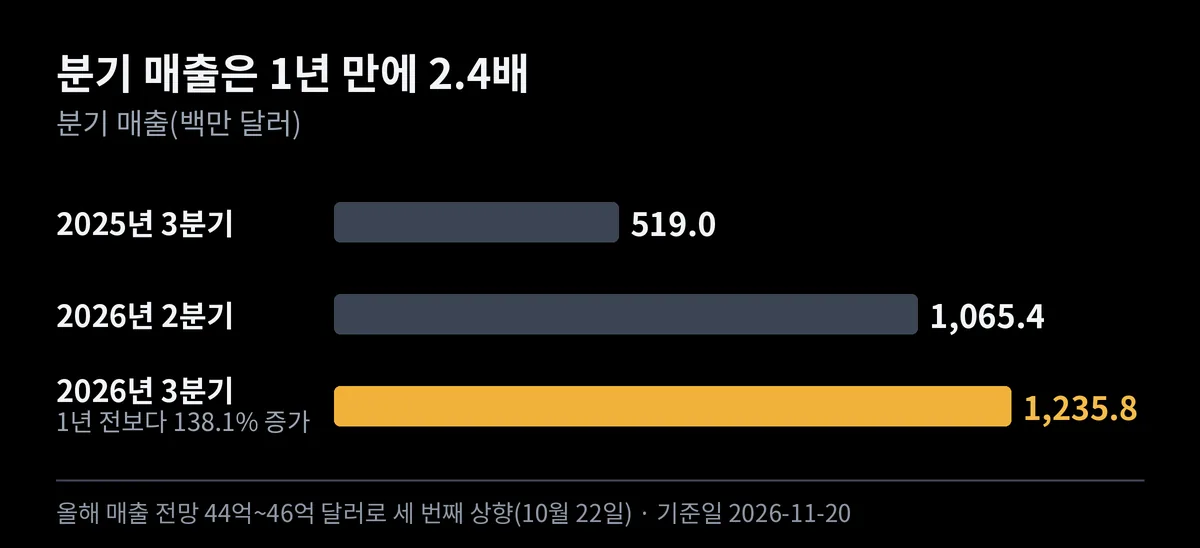 분기 매출은 1년 만에 2.4배
분기 매출(백만 달러)
2025년 3분기 519.0
2026년 2분기 1,065.4
2026년 3분기
1년 전보다 138.1% 증가 1,235.8
올해 매출 전망 44억~46억 달러로 세 번째 상향(10월 22일) · 기준일 2026-11-20